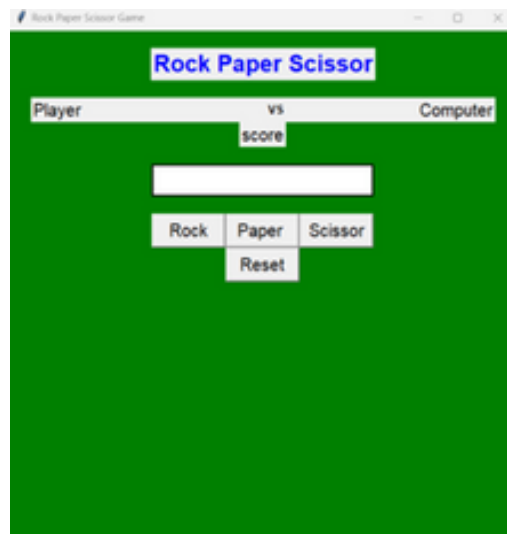 Rock Paper Scissor Game
Rock Paper Scissor
Player vs Computer
score
Rock Paper Scissor
Reset